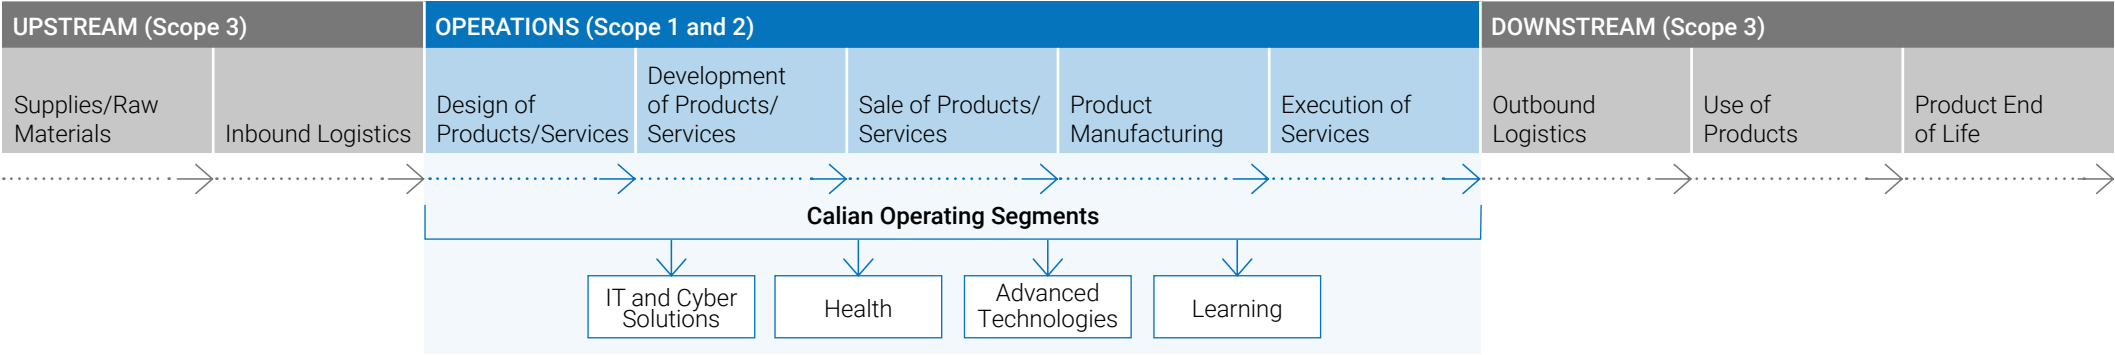 UPSTREAM (Scope 3)
OPERATIONS (Scope 1 and 2)
DOWNSTREAM (Scope 3)
Supplies/Raw
Materials
Inbound Logistics
Design of
Products/Services
Development
of Products/
Services
Sale of Products/
Services
Product
Manufacturing
Execution of
Services
Outbound
Logistics
Use of
Products
Product End
of Life
Calian Operating Segments
IT and Cyber
Solutions
Health
Advanced
Technologies
Learning